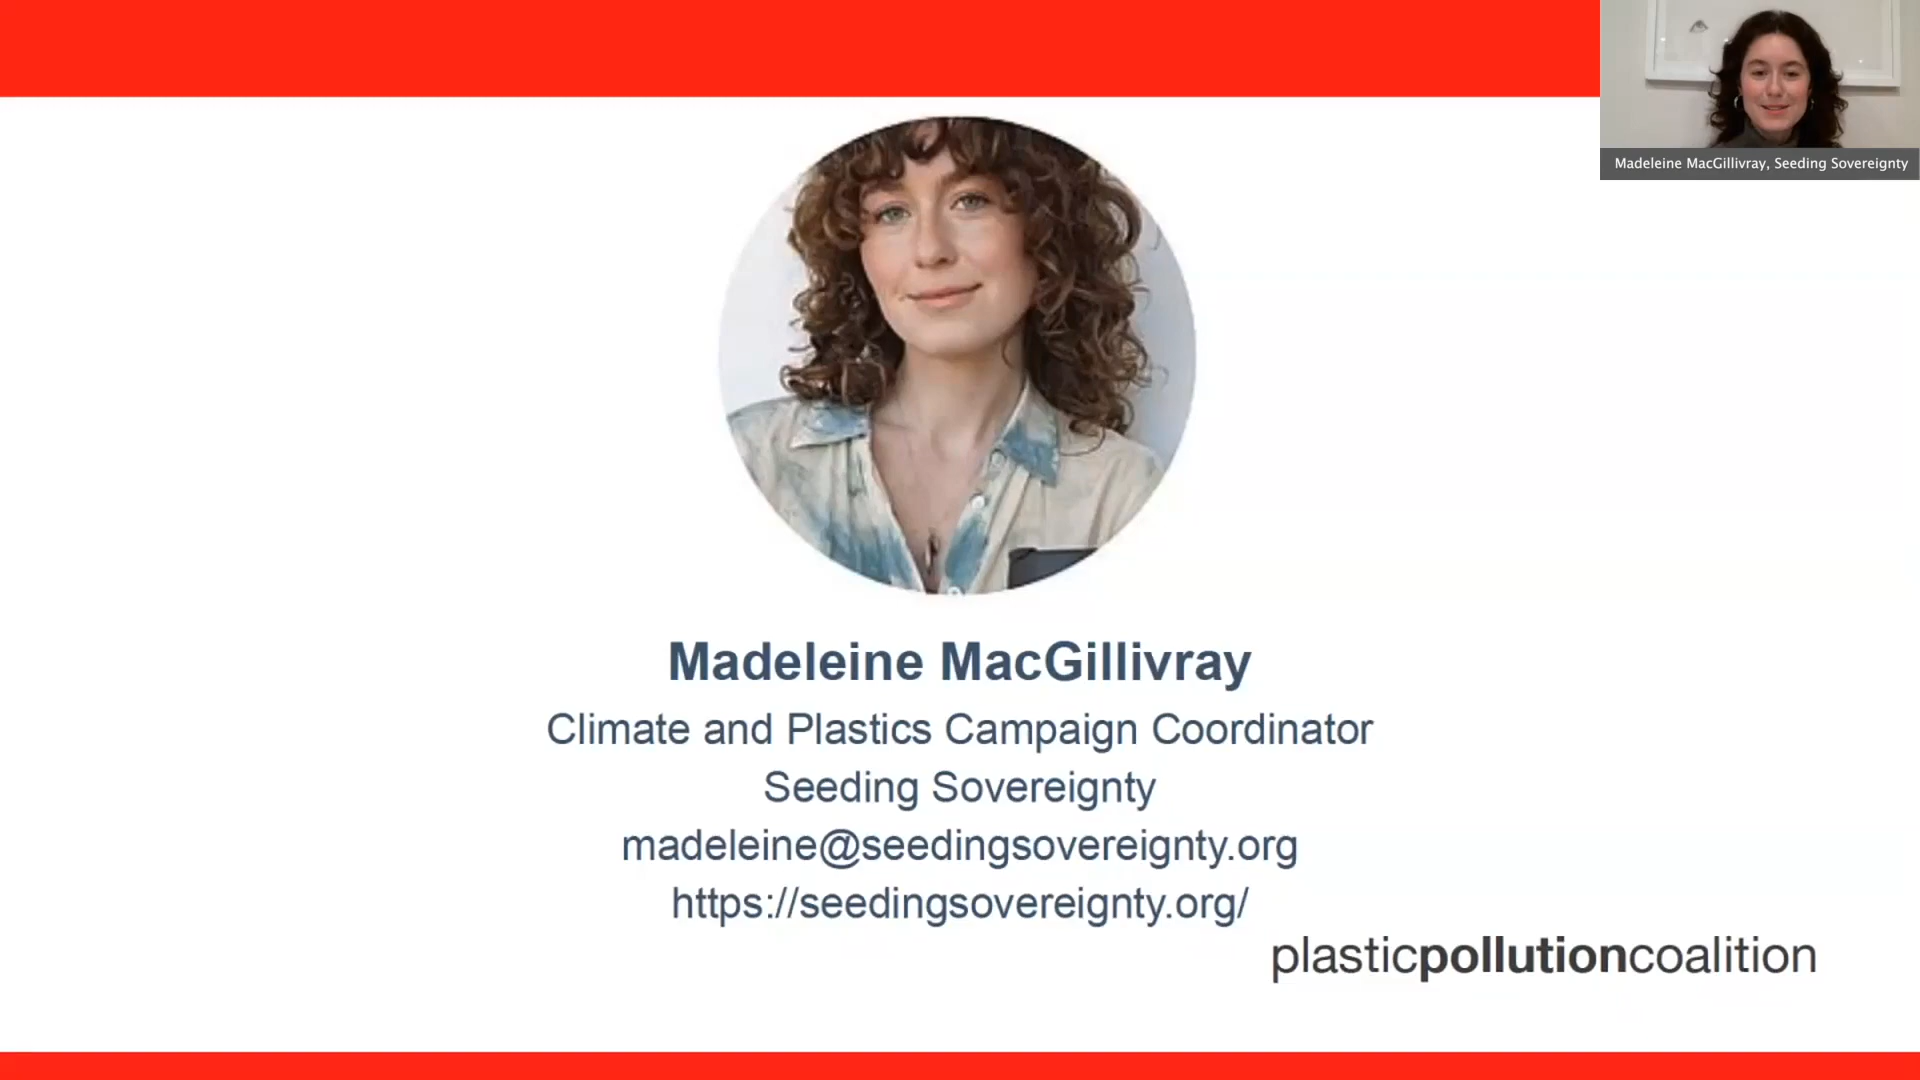 Madeleine MacGillivray, Seeding Sovereignty
Madeleine MacGillivray
Climate and Plastics Campaign Coordinator
Seeding Sovereignty
madeleine@seedingsovereignty.org
https://seedingsovereignty.org/
plasticpollutioncoalition